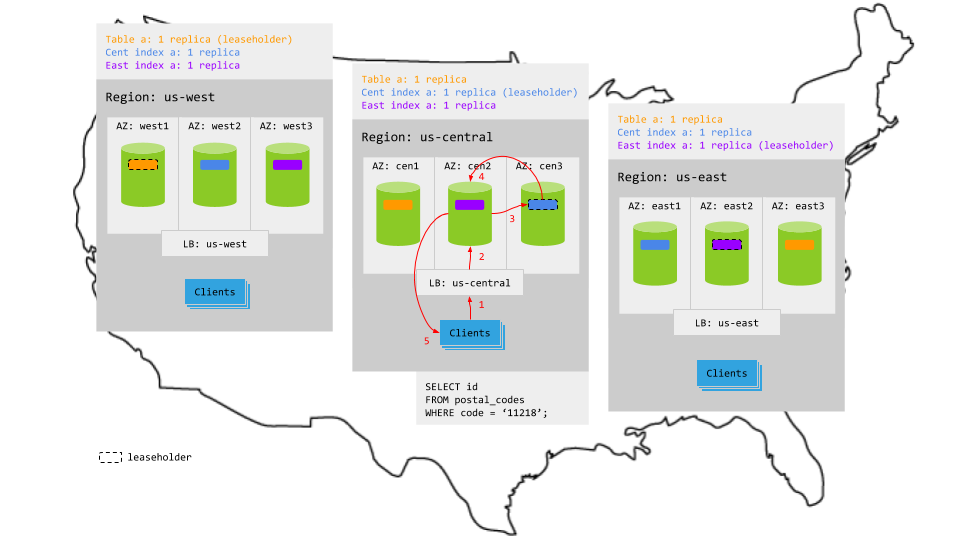 Table a: 1 replica (leaseholder)
Cent index a: 1 replica
East index a: 1 replica
Region: us-west
AZ: west1
AZ: west2
AZ: west3
LB: us-west
Clients
Table a: 1 replica
Cent index a: 1 replica (leaseholder)
East index a: 1 replica
Region: us-central
AZ: cen1
AZ: cen2
AZ: cen3
4
3
2
LB: us-central
1
Clients
5
SELECT id
FROM postal_codes
WHERE code = ‘11218’;
Table a: 1 replica
Cent index a: 1 replica
East index a: 1 replica (leaseholder)
Region: us-east
AZ: east1
AZ: east2
AZ: east3
LB: us-east
Clients
leaseholder